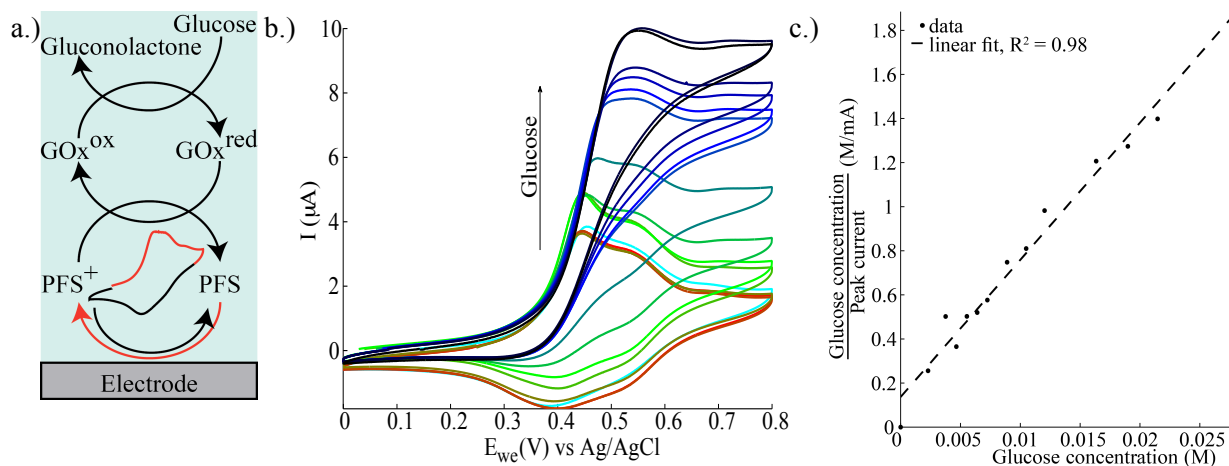 a.)
Glucose
Gluconolactone
GOx^ox
GOx^red
PFS^+
PFS
Electrode
b.)
10
8
6
4
2
0
I (μA)
Glucose
0
0.1
0.2
0.3
0.4
0.5
0.6
0.7
0.8
E_we(V) vs Ag/AgCl
c.)
data
linear fit, R² = 0.98
1.8
1.6
1.4
1.2
1
0.8
0.6
0.4
0.2
0
Glucose concentration
Peak current
(M/mA)
0
0.005
0.01
0.015
0.02
0.025
Glucose concentration (M)